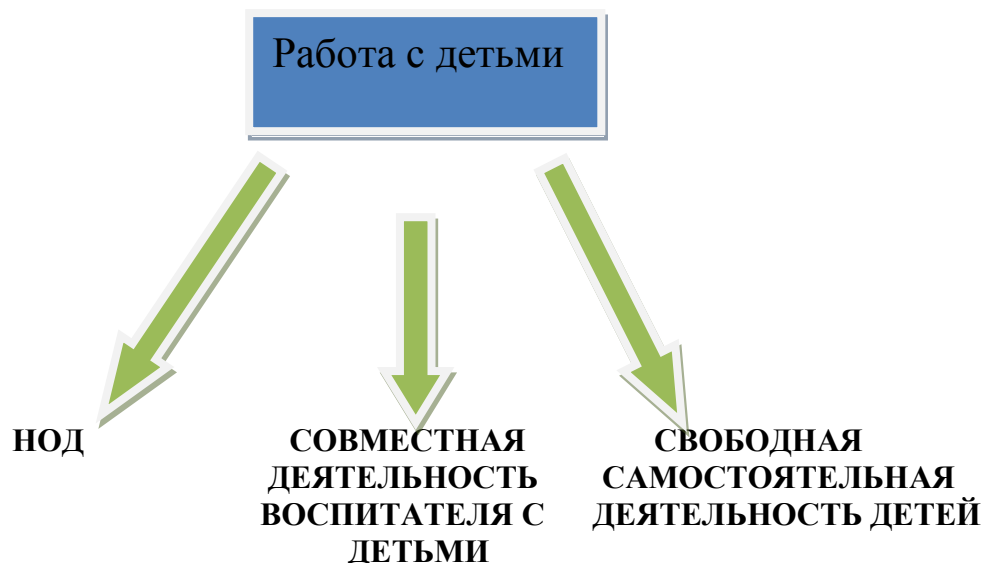 Работа с детьми
НОД
СОВМЕСТНАЯ
ДЕЯТЕЛЬНОСТЬ
ВОСПИТАТЕЛЯ С
ДЕТЬМИ
СВОБОДНАЯ
САМОСТОЯТЕЛЬНАЯ
ДЕЯТЕЛЬНОСТЬ ДЕТЕЙ